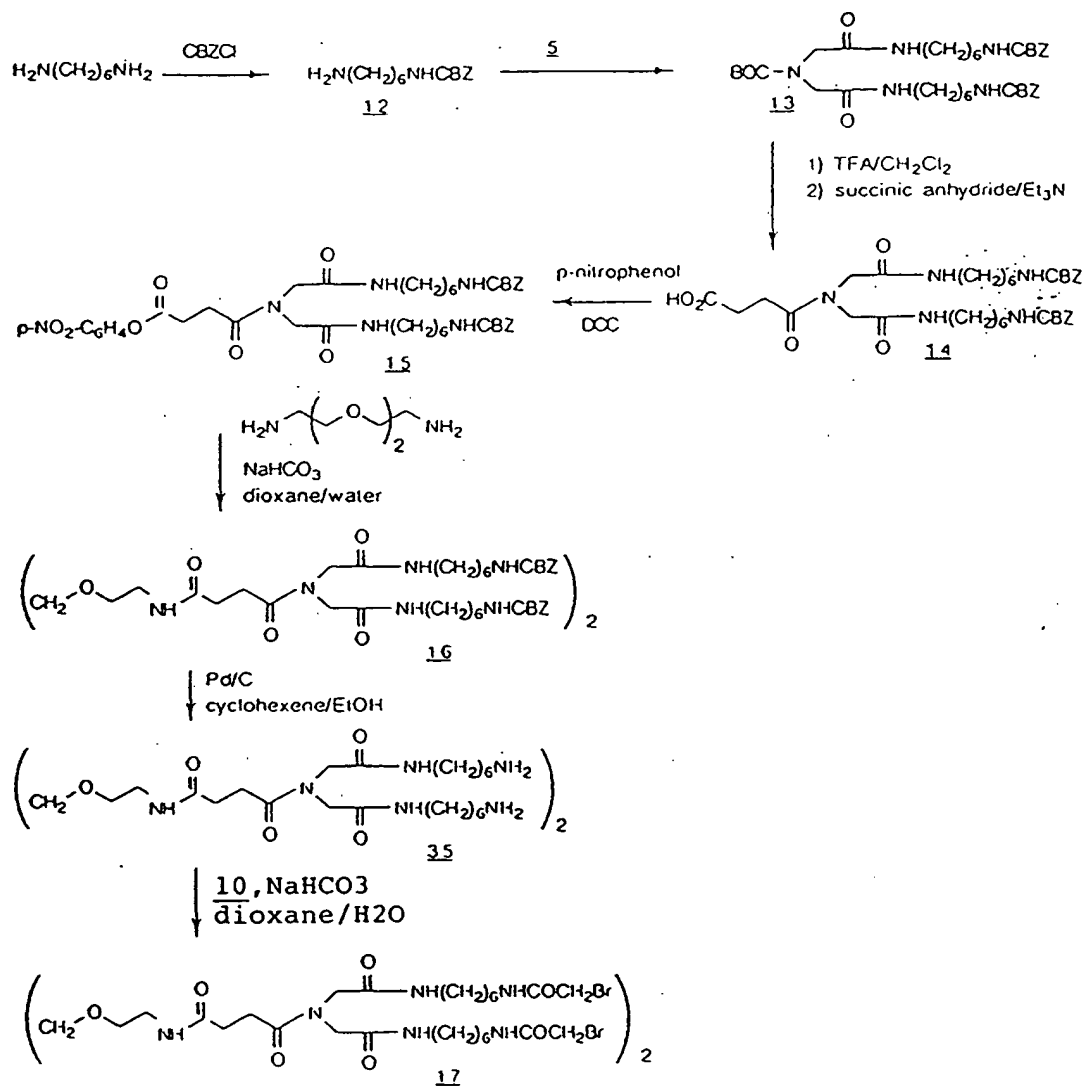 H₂N(CH₂)₆NH₂
CBZCl
H₂N(CH₂)₆NHCBZ
12
5
BOC-N
O
NH(CH₂)₆NHCBZ
NH(CH₂)₆NHCBZ
O
13
1) TFA/CH₂Cl₂
2) succinic anhydride/Et₃N
HO₂C
O
N
O
NH(CH₂)₆NHCBZ
NH(CH₂)₆NHCBZ
O
14
p-nitrophenol
DCC
p-NO₂-C₆H₄O
O
O
N
O
NH(CH₂)₆NHCBZ
NH(CH₂)₆NHCBZ
O
15
H₂N ( O )₂ NH₂
NaHCO₃
dioxane/water
( CH₂ O NH O O N O NH(CH₂)₆NHCBZ
NH(CH₂)₆NHCBZ O )₂
16
Pd/C
cyclohexene/EtOH
( CH₂ O NH O O N O NH(CH₂)₆NH₂
NH(CH₂)₆NH₂ O )₂
35
10,NaHCO3
dioxane/H2O
( CH₂ O NH O O N O NH(CH₂)₆NHCOCH₂Br
NH(CH₂)₆NHCOCH₂Br O )₂
17